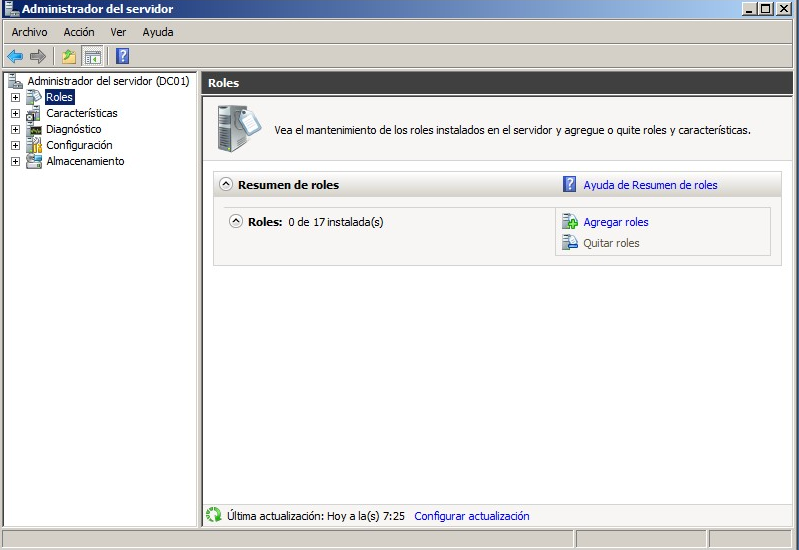 Administrador del servidor
Archivo Acción Ver Ayuda
Administrador del servidor (DC01)
Roles
Características
Diagnóstico
Configuración
Almacenamiento
Roles
Vea el mantenimiento de los roles instalados en el servidor y agregue o quite roles y características.
Resumen de roles
Ayuda de Resumen de roles
Roles: 0 de 17 instalada(s)
Agregar roles
Quitar roles
Última actualización: Hoy a la(s) 7:25 Configurar actualización